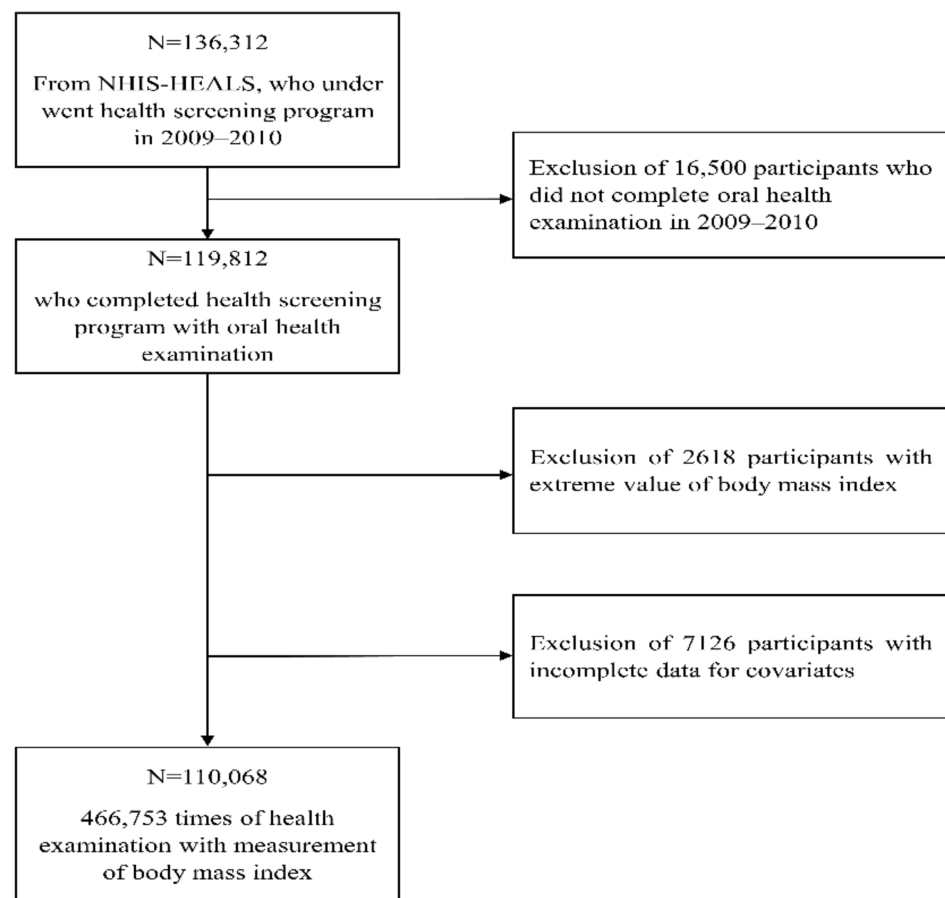 N=136,312
From NHIS-HEALS, who under
went health screening program
in 2009–2010
Exclusion of 16,500 participants who
did not complete oral health
examination in 2009–2010
N=119,812
who completed health screening
program with oral health
examination
Exclusion of 2618 participants with
extreme value of body mass index
Exclusion of 7126 participants with
incomplete data for covariates
N=110,068
466,753 times of health
examination with measurement
of body mass index